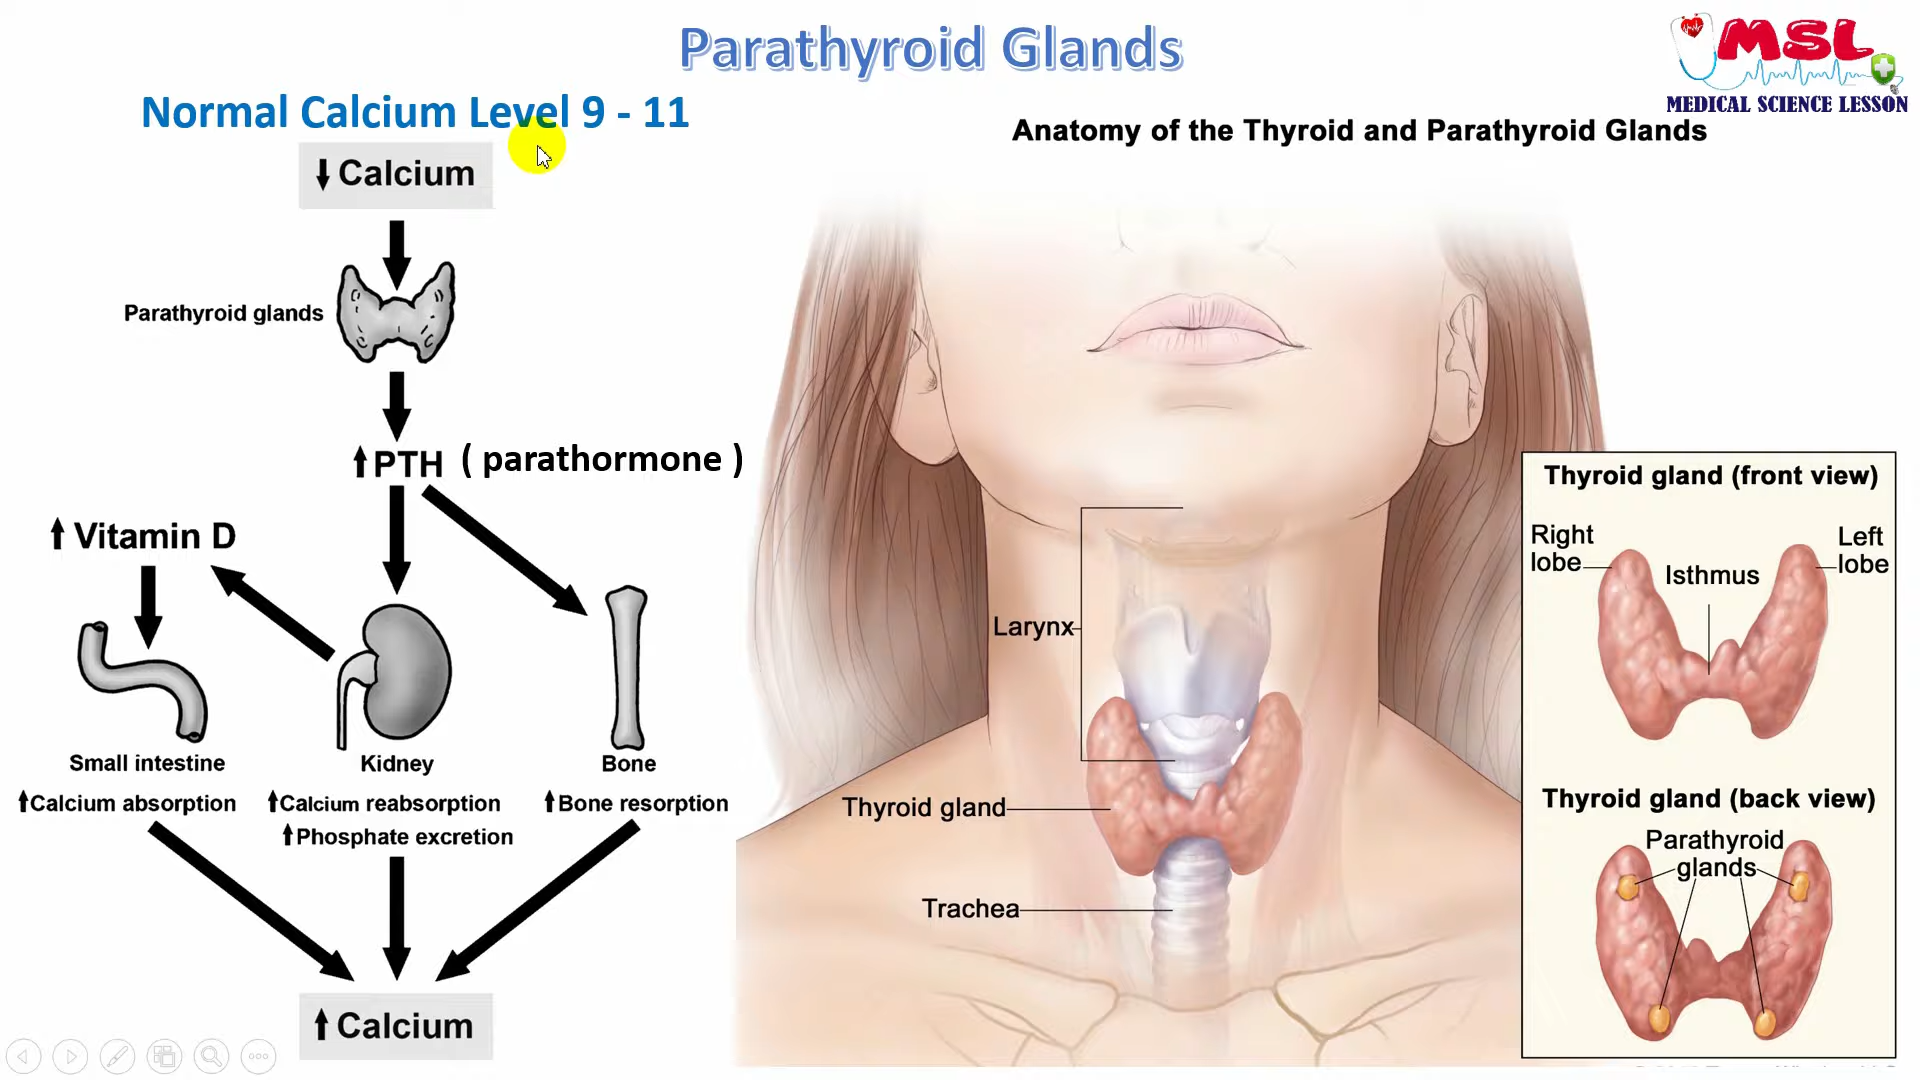 Parathyroid Glands
MSL
MEDICAL SCIENCE LESSON
Normal Calcium Level 9 - 11
↓ Calcium
Parathyroid glands
↑PTH ( parathormone )
↑ Vitamin D
Small intestine
Kidney
Bone
↑Calcium absorption
↑Calcium reabsorption
↑Phosphate excretion
↑Bone resorption
↑ Calcium
Anatomy of the Thyroid and Parathyroid Glands
Larynx
Thyroid gland
Trachea
Thyroid gland (front view)
Right
lobe
Isthmus
Left
lobe
Thyroid gland (back view)
Parathyroid
glands